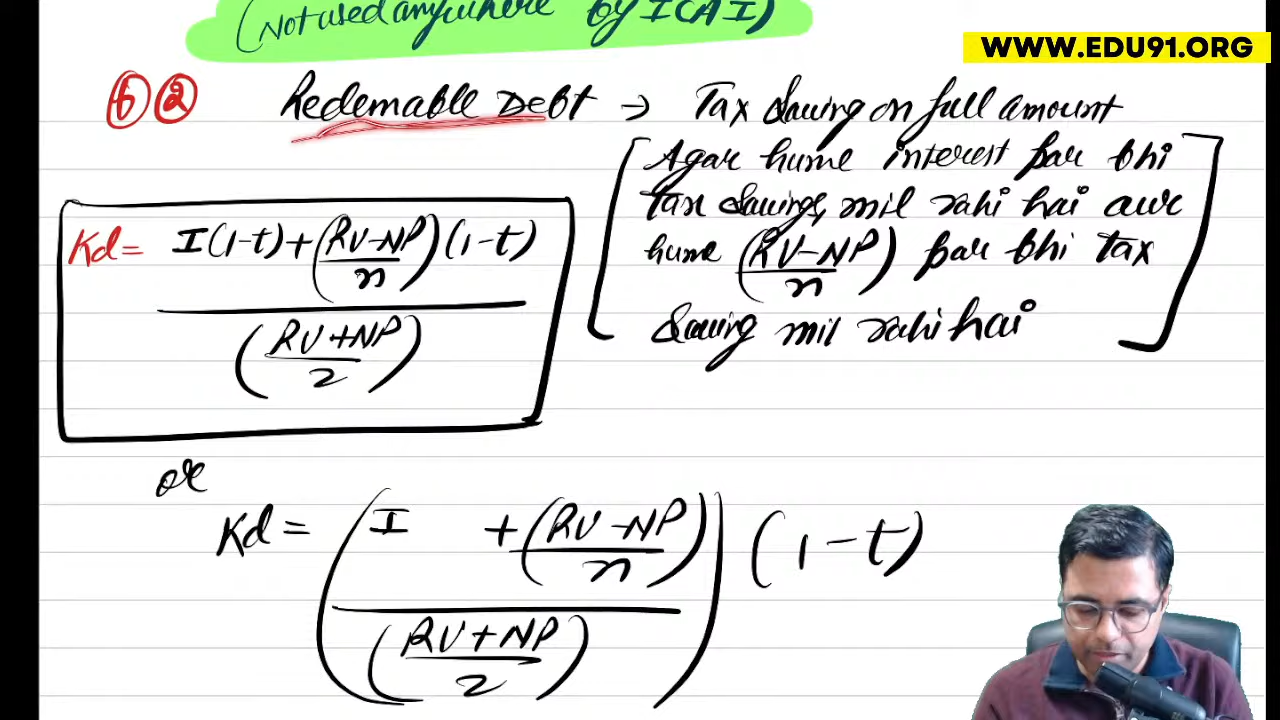 (Not used anywhere by ICAI)
WWW.EDU91.ORG
6 2 Redemable Debt → Tax Saving on full amount
[Agar hume interest par bhi
Tax Savings mil rahi hai aur
hume (RV-NP/n) par bhi tax
Saving mil rahi hai]
Kd = I(1-t)+(RV-NP/n)(1-t)
(RV+NP/2)
or
Kd = (I + (RV-NP/n) / (RV+NP/2)) (1-t)